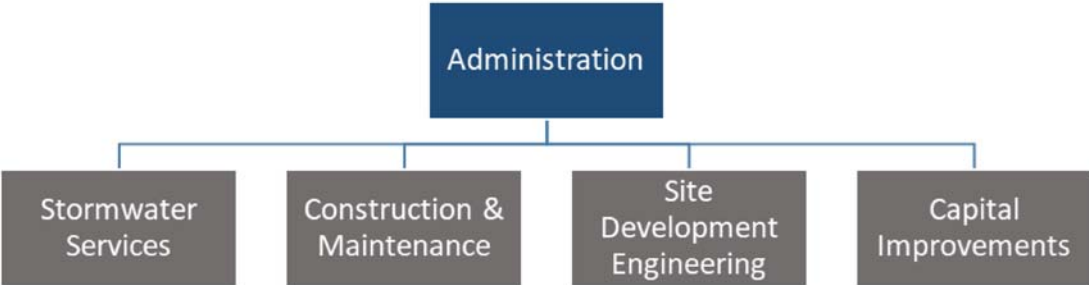 Administration
Stormwater
Services
Construction &
Maintenance
Site
Development
Engineering
Capital
Improvements